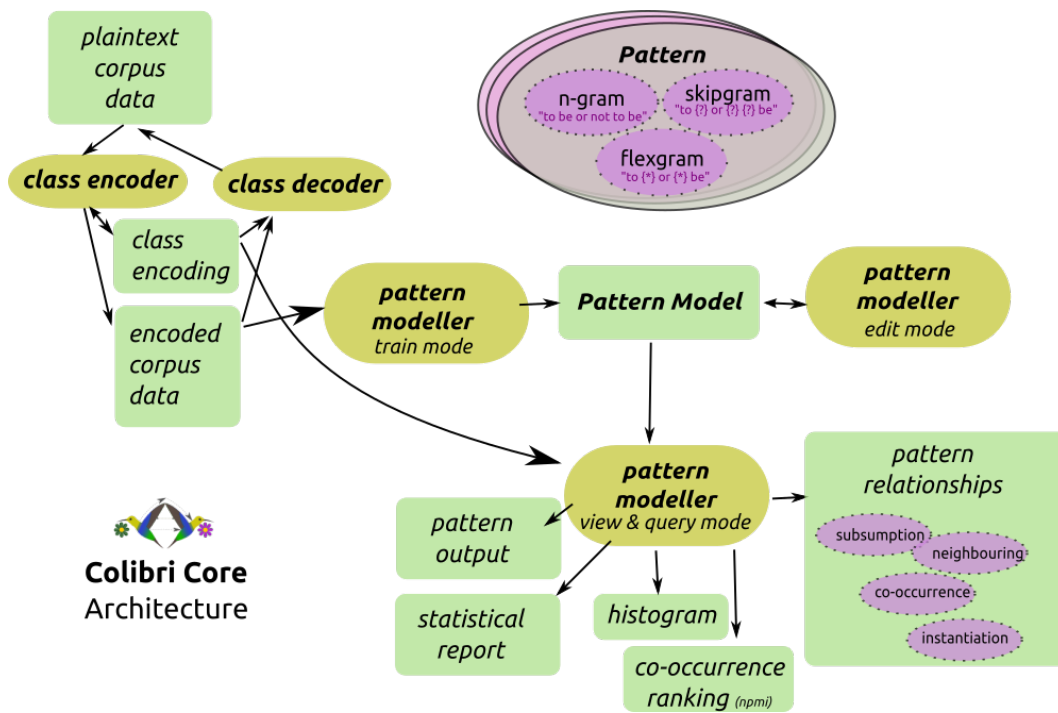 plaintext
corpus
data
Pattern
n-gram
"to be or not to be"
skipgram
"to {?} or {?} {?} be"
flexgram
"to {*} or {*} be"
class encoder
class decoder
class
encoding
encoded
corpus
data
pattern
modeller
train mode
Pattern Model
pattern
modeller
edit mode
pattern
modeller
view & query mode
pattern
relationships
subsumption
neighbouring
co-occurrence
instantiation
pattern
output
statistical
report
histogram
co-occurrence
ranking (npmi)
Colibri Core
Architecture